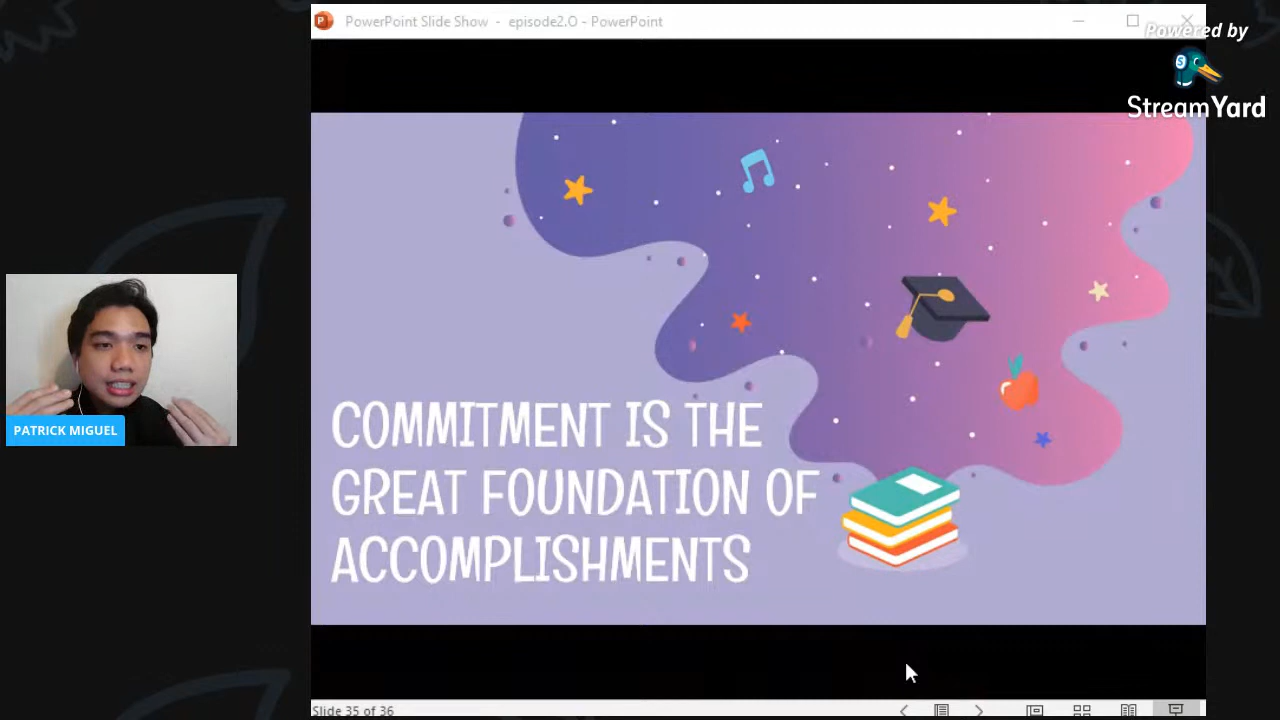 PowerPoint Slide Show - episode2.O - PowerPoint
Powered by
StreamYard
COMMITMENT IS THE
GREAT FOUNDATION OF
ACCOMPLISHMENTS
PATRICK MIGUEL
Slide 35 of 36